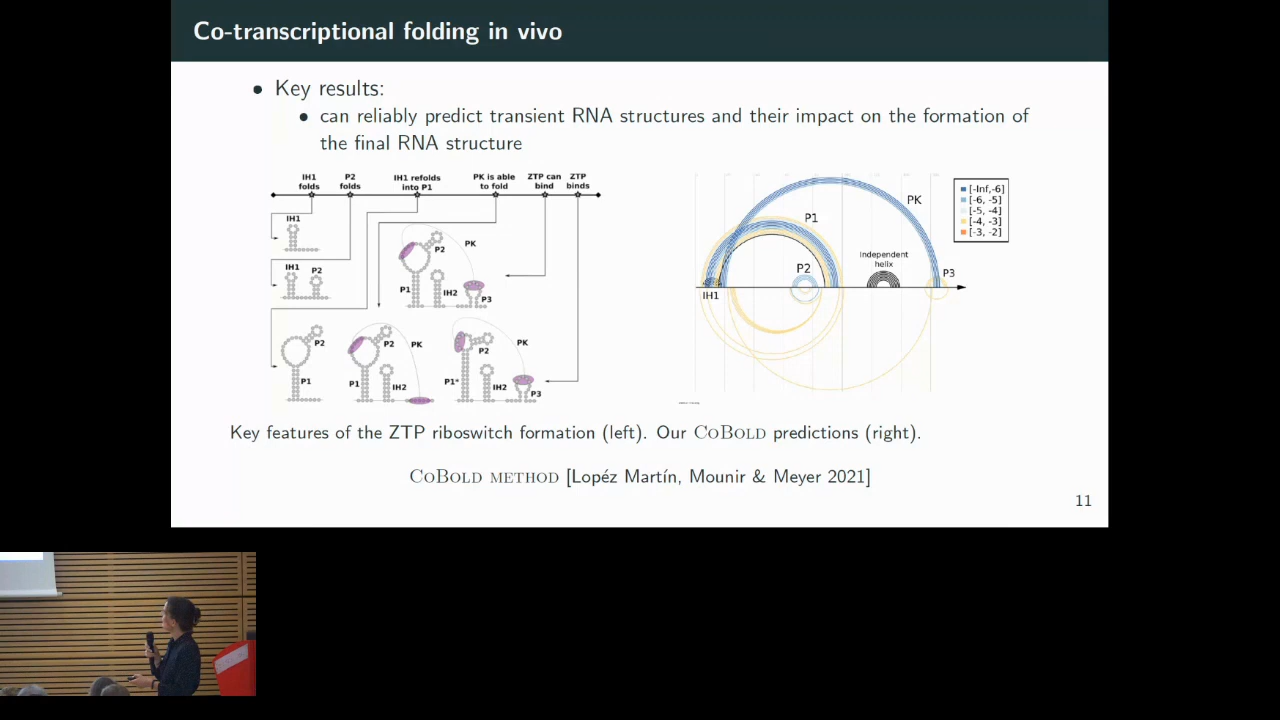 Co-transcriptional folding in vivo
• Key results:
• can reliably predict transient RNA structures and their impact on the formation of
the final RNA structure
IH1
folds
P2
folds
IH1 refolds
into P1
PK is able
to fold
ZTP can
bind
ZTP
binds
IH1
IH1
P2
P2
P1
P2
PK
P1
IH2
P2
PK
P1
IH2
P3
P2
PK
P1*
IH2
P3
PK
P1
P2
Independent
helix
P3
IH1
[-Inf,-6]
[-6, -5]
[-5, -4]
[-4, -3]
[-3, -2]
Key features of the ZTP riboswitch formation (left). Our CoBold predictions (right).
CoBold method [Lopéz Martín, Mounir & Meyer 2021]
11